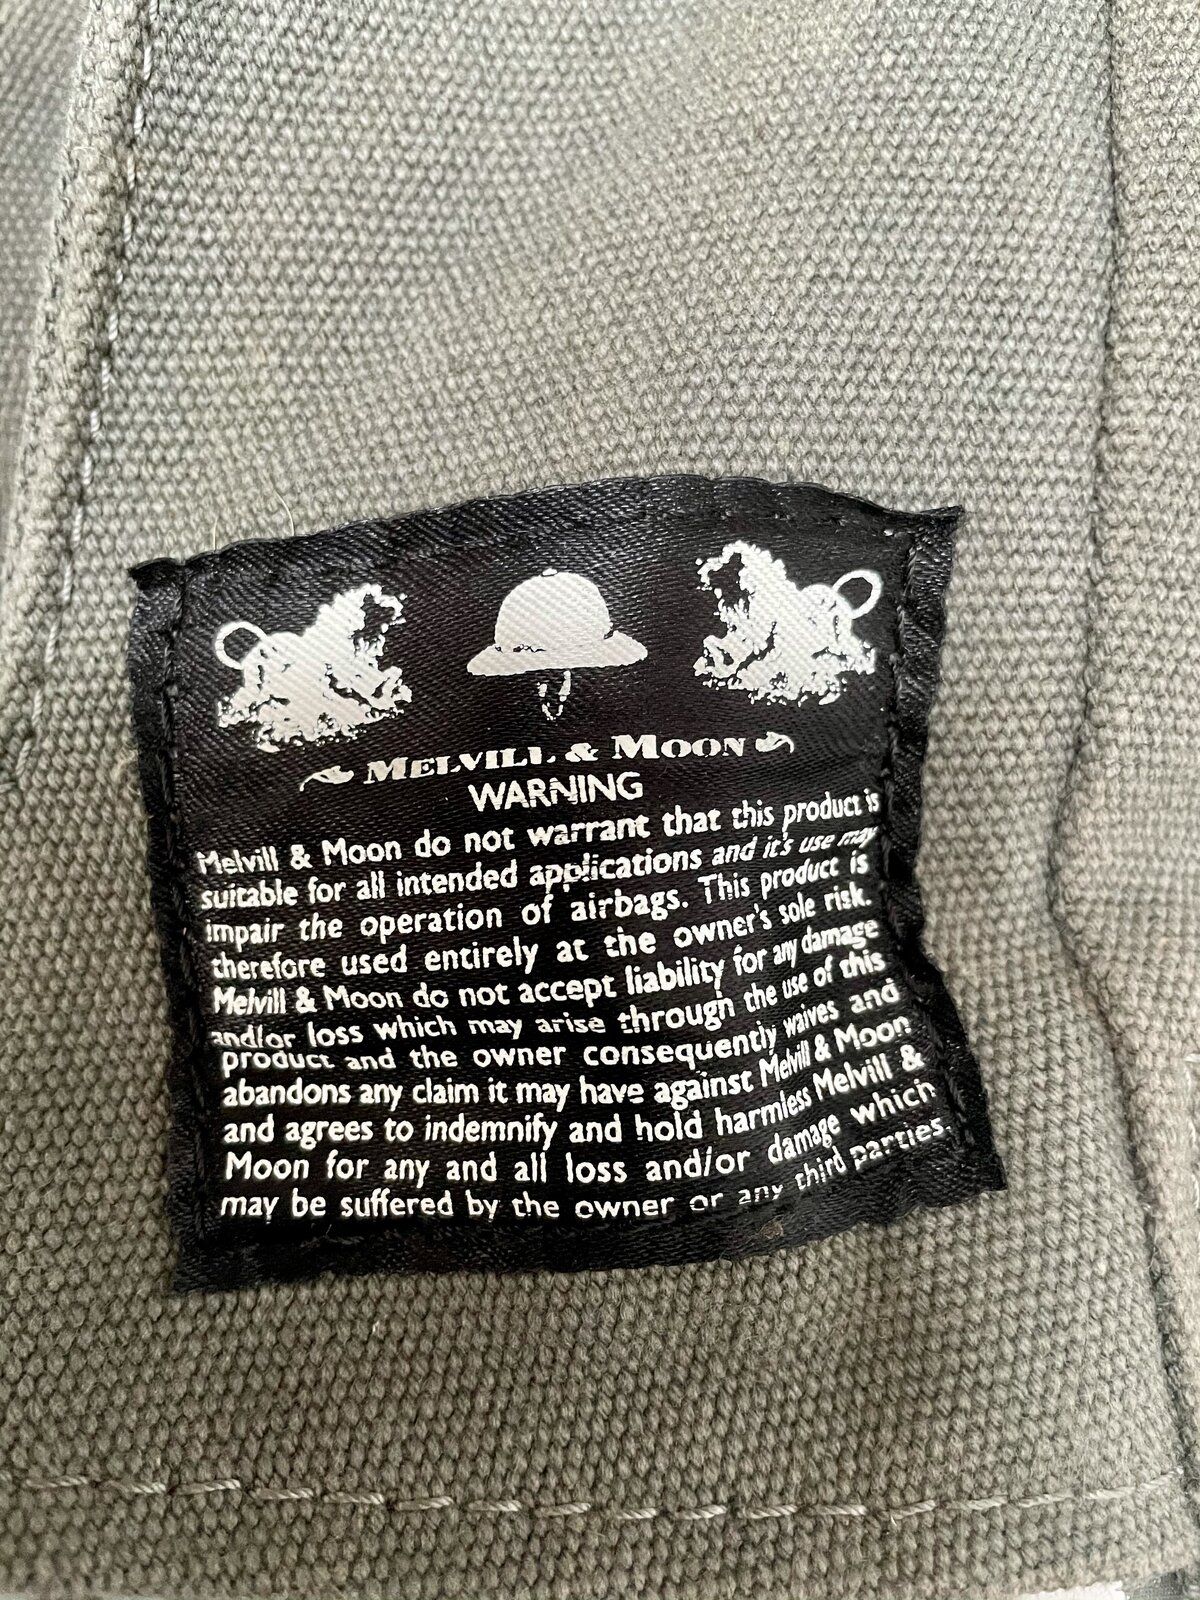 MELVILL & MOON
WARNING
Melvill & Moon do not warrant that this product is
suitable for all intended applications and it's use may
impair the operation of airbags. This product is
therefore used entirely at the owner's sole risk.
Melvill & Moon do not accept liability for any damage
and/or loss which may arise through the use of this
product and the owner consequently waives and
abandons any claim it may have against Melvill & Moon
and agrees to indemnify and hold harmless Melvill &
Moon for any and all loss and/or damage which
may be suffered by the owner or any third parties.